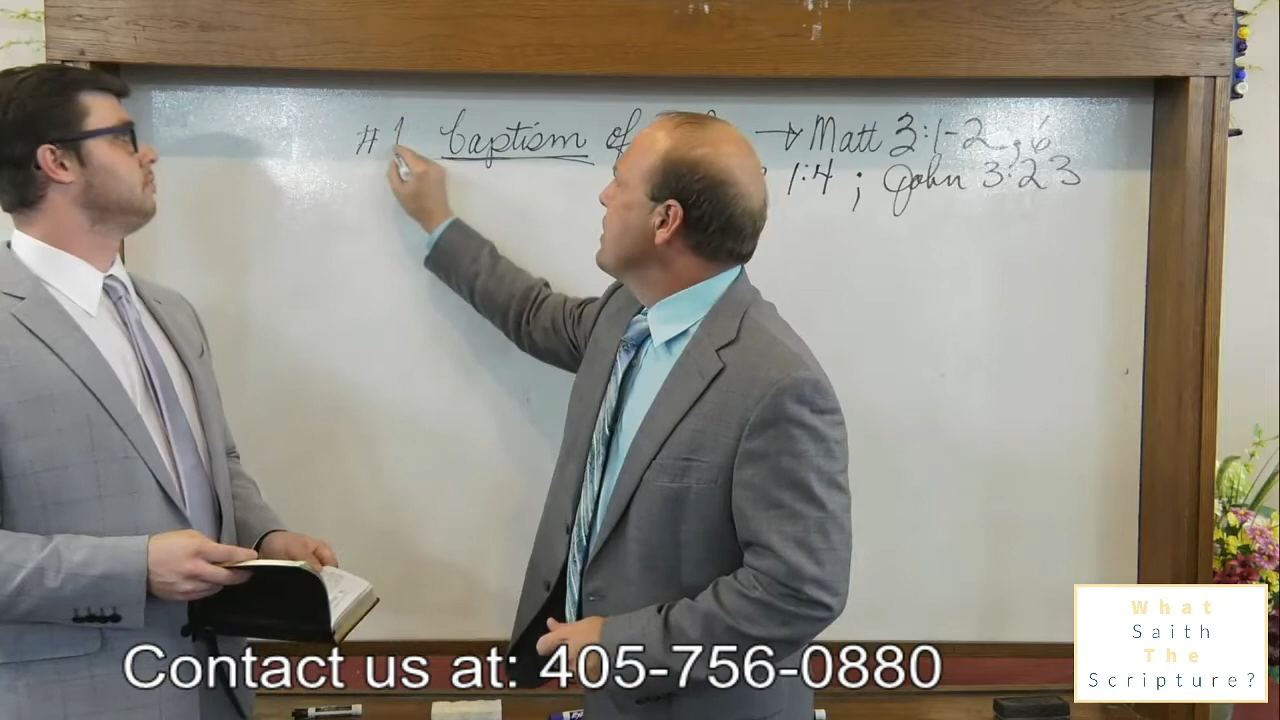 #1 baptism of → Matt 3:1-2,6
1:4; John 3:23
Contact us at: 405-756-0880
What
Saith
The
Scripture?